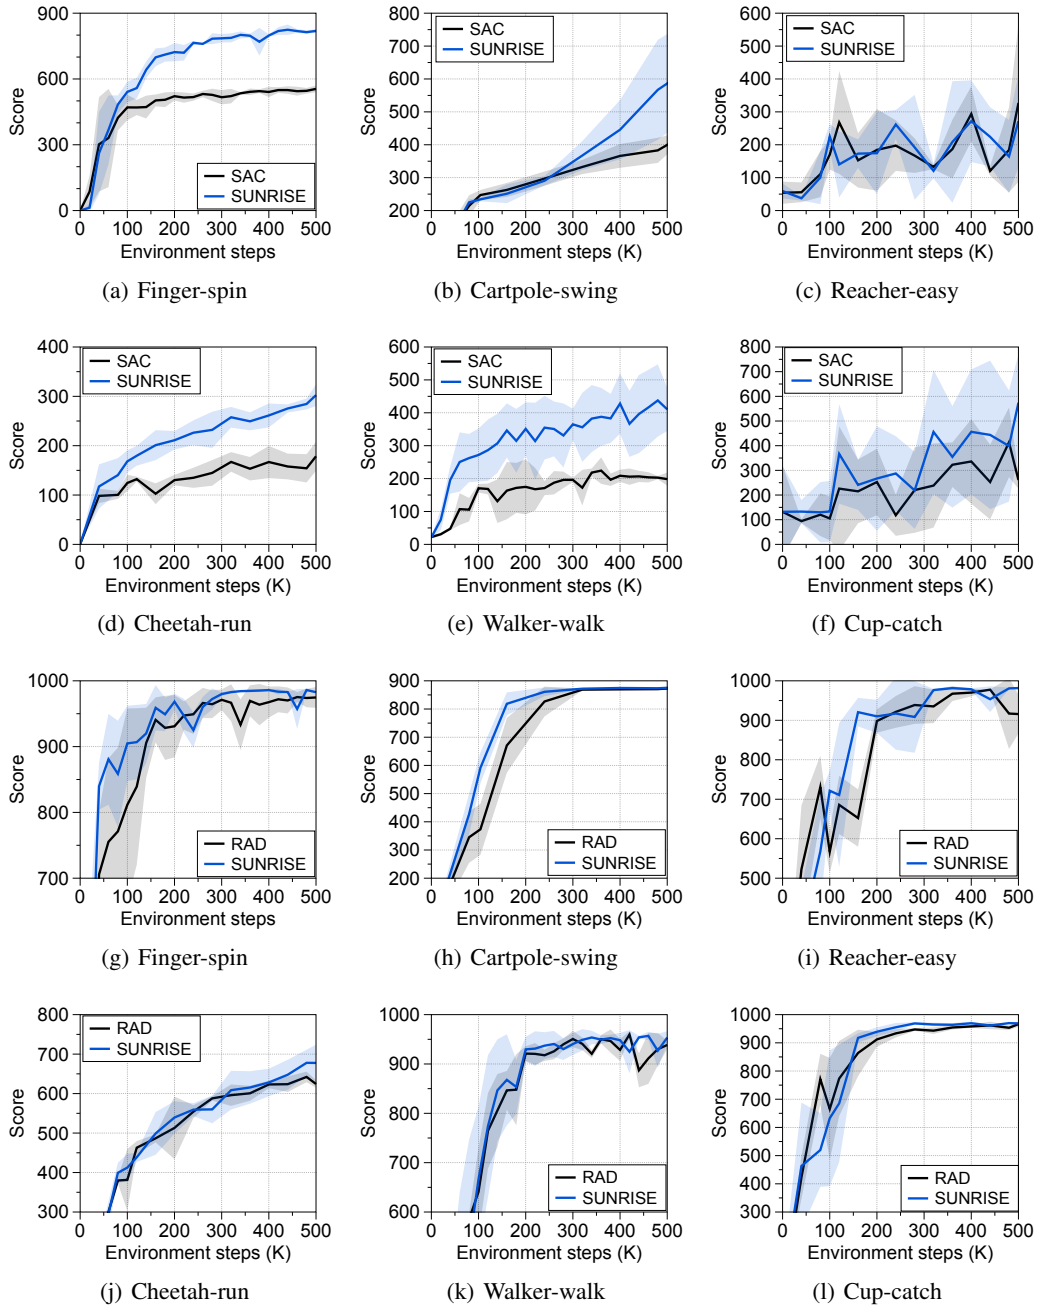 900
600
300
0
Score
SAC
SUNRISE
0 100 200 300 400 500
Environment steps
(a) Finger-spin
800
700
600
500
400
300
200
Score
SAC
SUNRISE
0 100 200 300 400 500
Environment steps (K)
(b) Cartpole-swing
600
500
400
300
200
100
0
Score
SAC
SUNRISE
0 100 200 300 400 500
Environment steps (K)
(c) Reacher-easy
400
300
200
100
0
Score
SAC
SUNRISE
0 100 200 300 400 500
Environment steps (K)
(d) Cheetah-run
600
500
400
300
200
100
0
Score
SAC
SUNRISE
0 100 200 300 400 500
Environment steps (K)
(e) Walker-walk
800
700
600
500
400
300
200
100
0
Score
SAC
SUNRISE
0 100 200 300 400 500
Environment steps (K)
(f) Cup-catch
1000
900
800
700
Score
RAD
SUNRISE
0 100 200 300 400 500
Environment steps
(g) Finger-spin
900
800
700
600
500
400
300
200
Score
RAD
SUNRISE
0 100 200 300 400 500
Environment steps (K)
(h) Cartpole-swing
1000
900
800
700
600
500
Score
RAD
SUNRISE
0 100 200 300 400 500
Environment steps (K)
(i) Reacher-easy
800
700
600
500
400
300
Score
RAD
SUNRISE
0 100 200 300 400 500
Environment steps (K)
(j) Cheetah-run
1000
900
800
700
600
Score
RAD
SUNRISE
0 100 200 300 400 500
Environment steps (K)
(k) Walker-walk
1000
900
800
700
600
500
400
300
Score
RAD
SUNRISE
0 100 200 300 400 500
Environment steps (K)
(l) Cup-catch